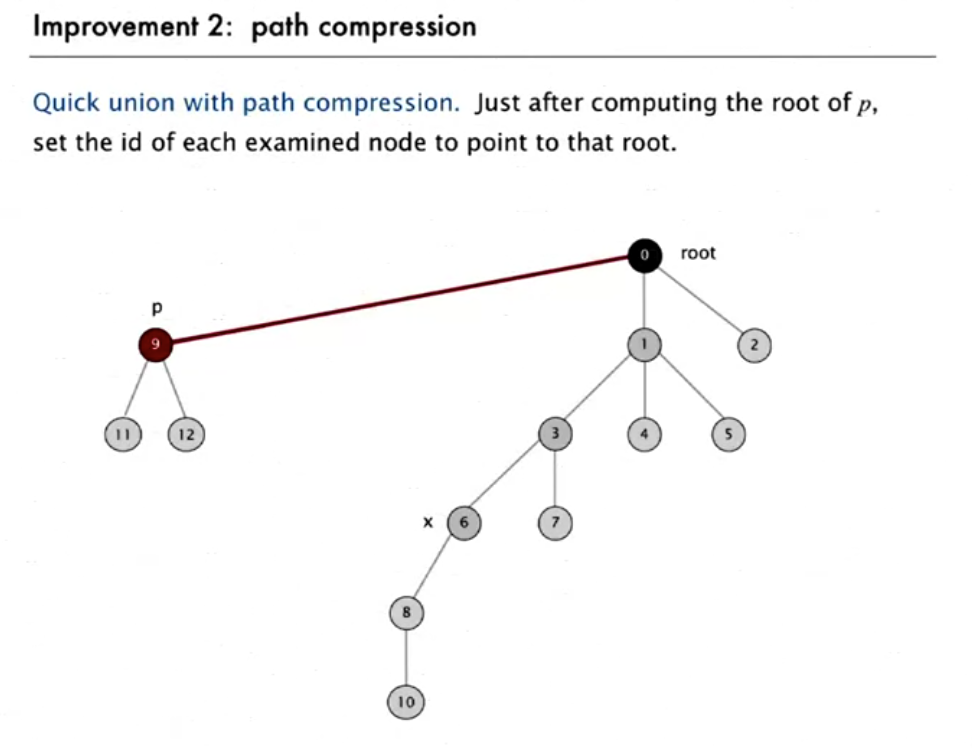 Improvement 2: path compression
Quick union with path compression. Just after computing the root of p,
set the id of each examined node to point to that root.
0 root
p
9 1 2
11 12 3 4 5
x 6 7
8
10